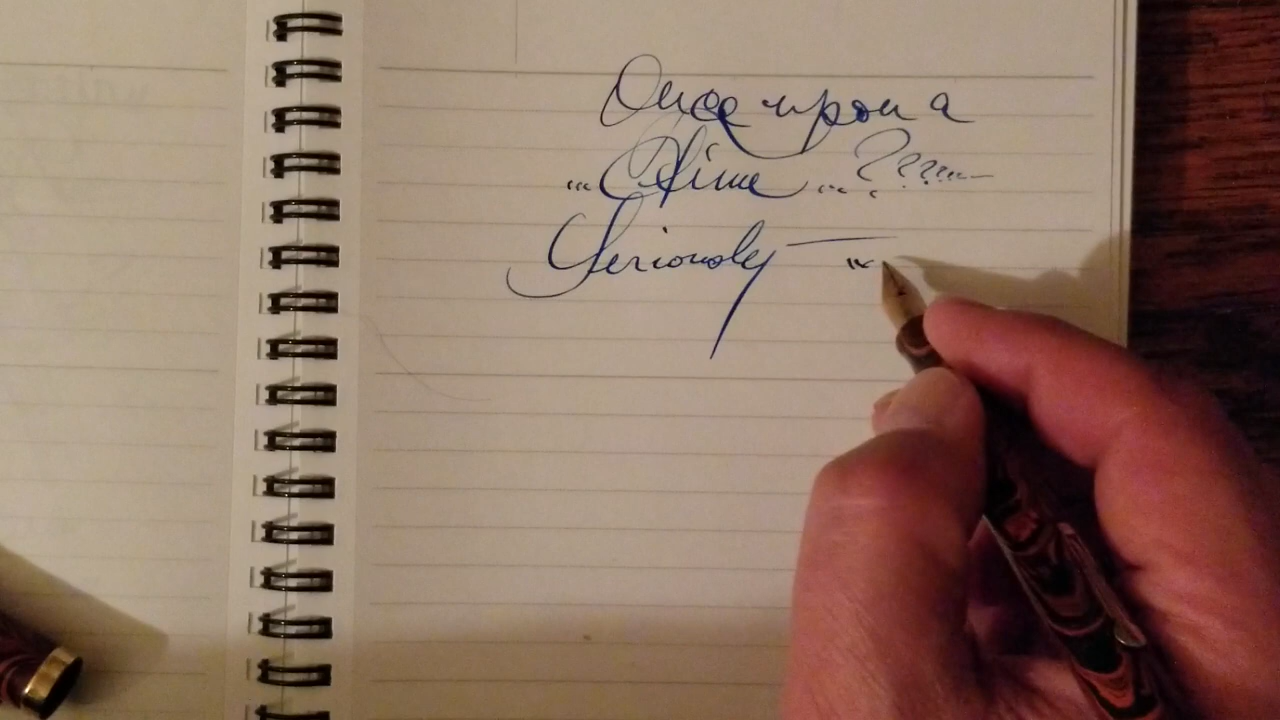 Once upon a
... time ... ????...
Seriously — ...